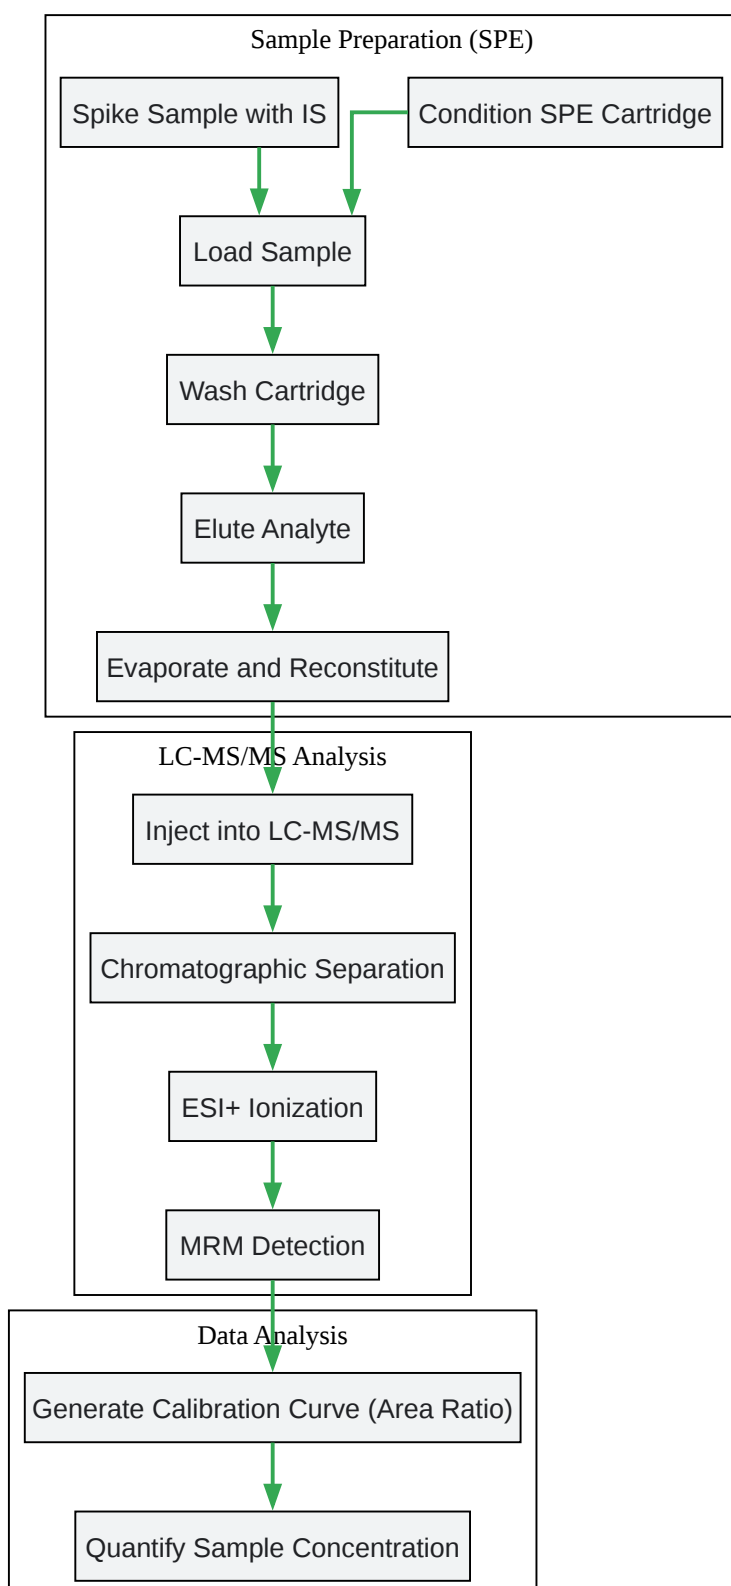 Sample Preparation (SPE)
Spike Sample with IS
Condition SPE Cartridge
Load Sample
Wash Cartridge
Elute Analyte
Evaporate and Reconstitute
LC-MS/MS Analysis
Inject into LC-MS/MS
Chromatographic Separation
ESI+ Ionization
MRM Detection
Data Analysis
Generate Calibration Curve (Area Ratio)
Quantify Sample Concentration